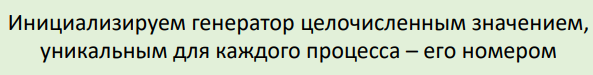 Инициализируем генератор целочисленным значением,
уникальным для каждого процесса – его номером